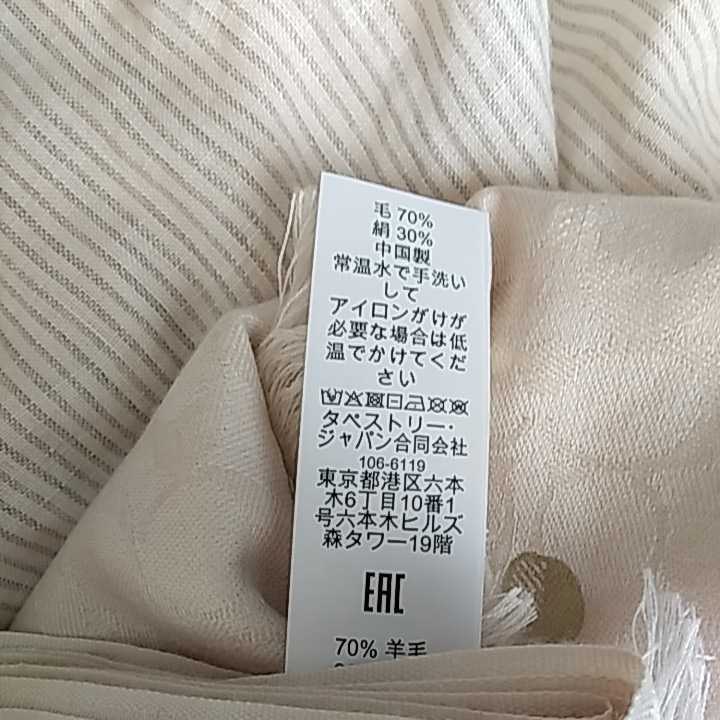 毛 70%
絹 30%
中国製
常温水で手洗い
して
アイロンがけが
必要な場合は低
温でかけてくだ
さい
タペストリー・
ジャパン合同会社
106-6119
東京都港区六本
木6丁目10番1
号六本木ヒルズ
森タワー19階
EAC
70% 羊毛